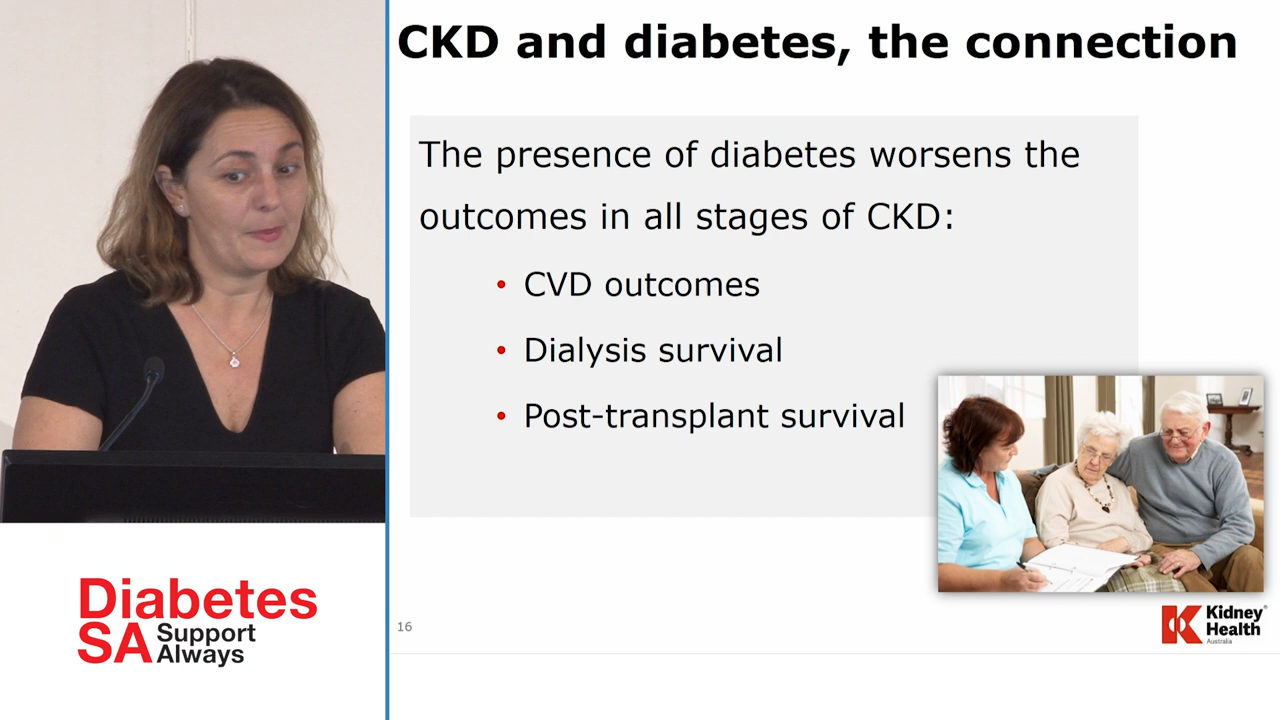 CKD and diabetes, the connection
The presence of diabetes worsens the
outcomes in all stages of CKD:
• CVD outcomes
• Dialysis survival
• Post-transplant survival
Diabetes
SA Support
Always
16
Kidney
Health
Australia